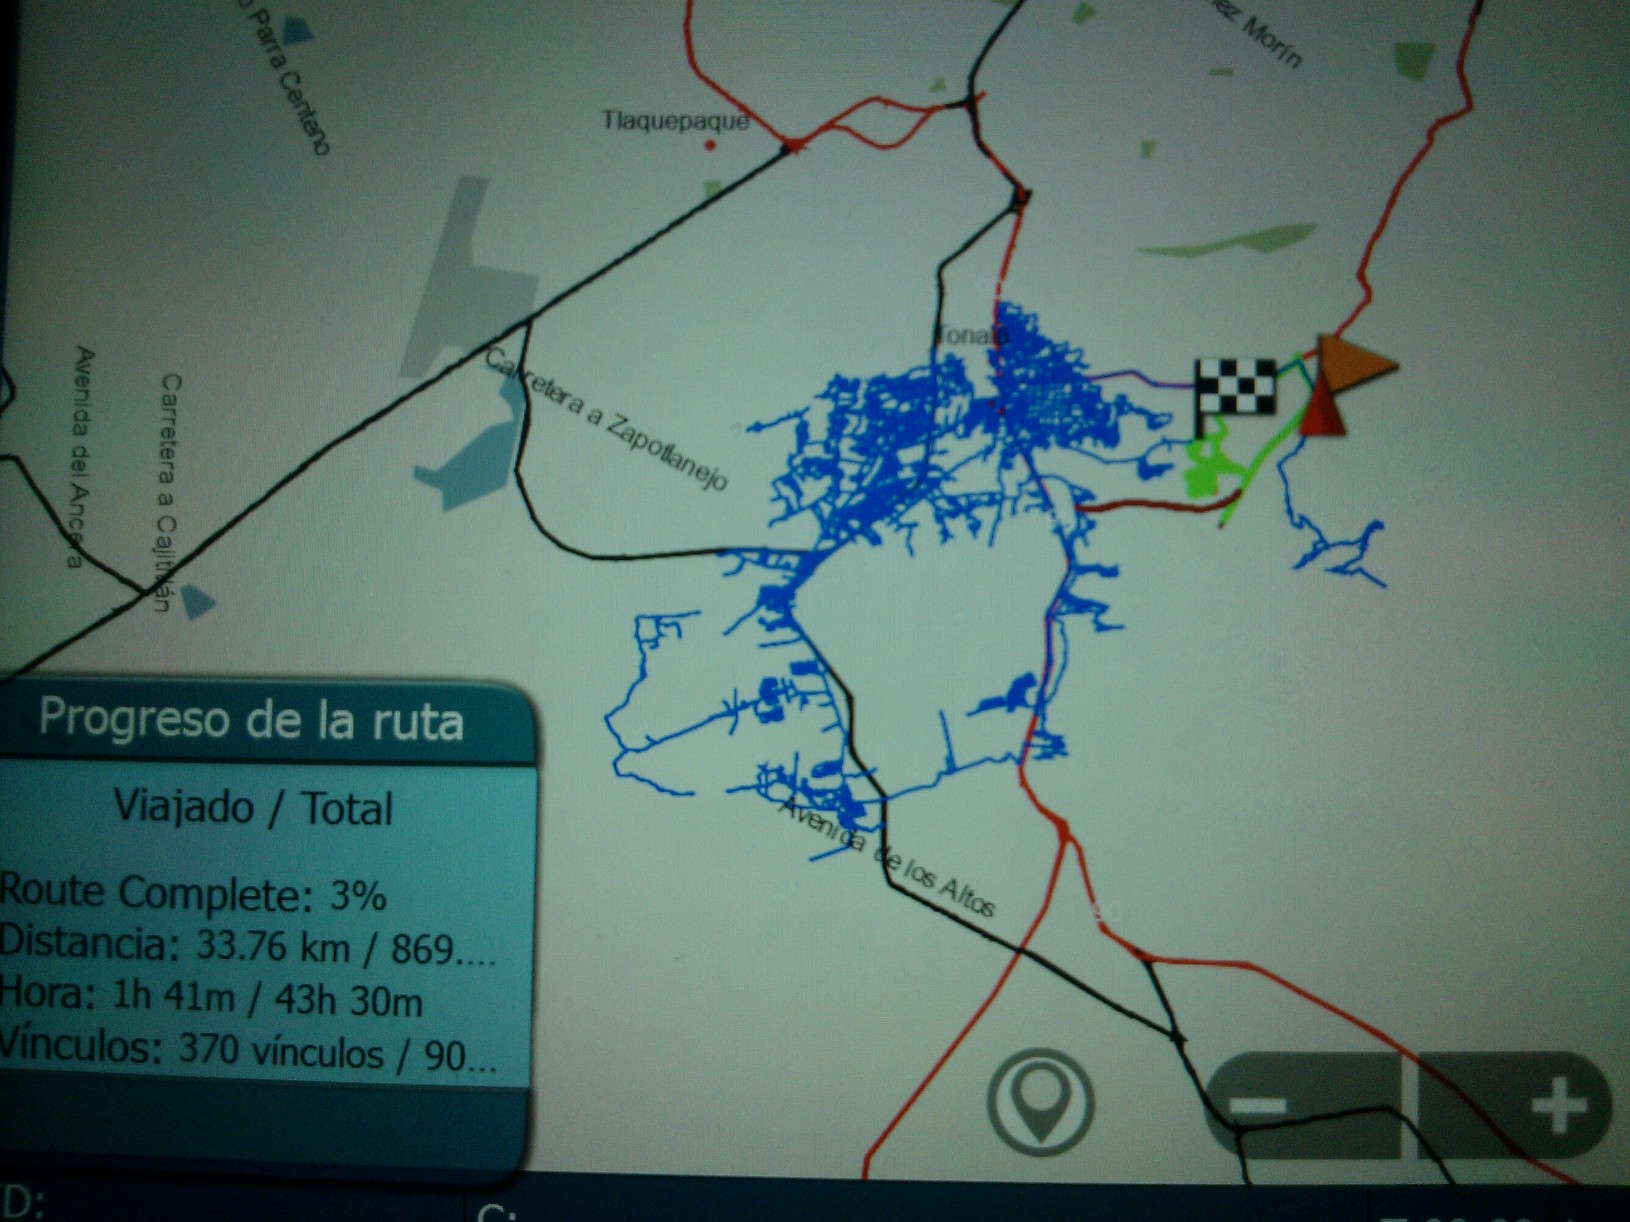 o Parra Centeno
ez Morín
Tlaquepaque
Tonalá
Carretera a Zapotlanejo
Avenida del Ancera
Carretera a Cajititlán
Avenida de los Altos
Progreso de la ruta
Viajado / Total
Route Complete: 3%
Distancia: 33.76 km / 869....
Hora: 1h 41m / 43h 30m
Vínculos: 370 vínculos / 90...
D:
C: